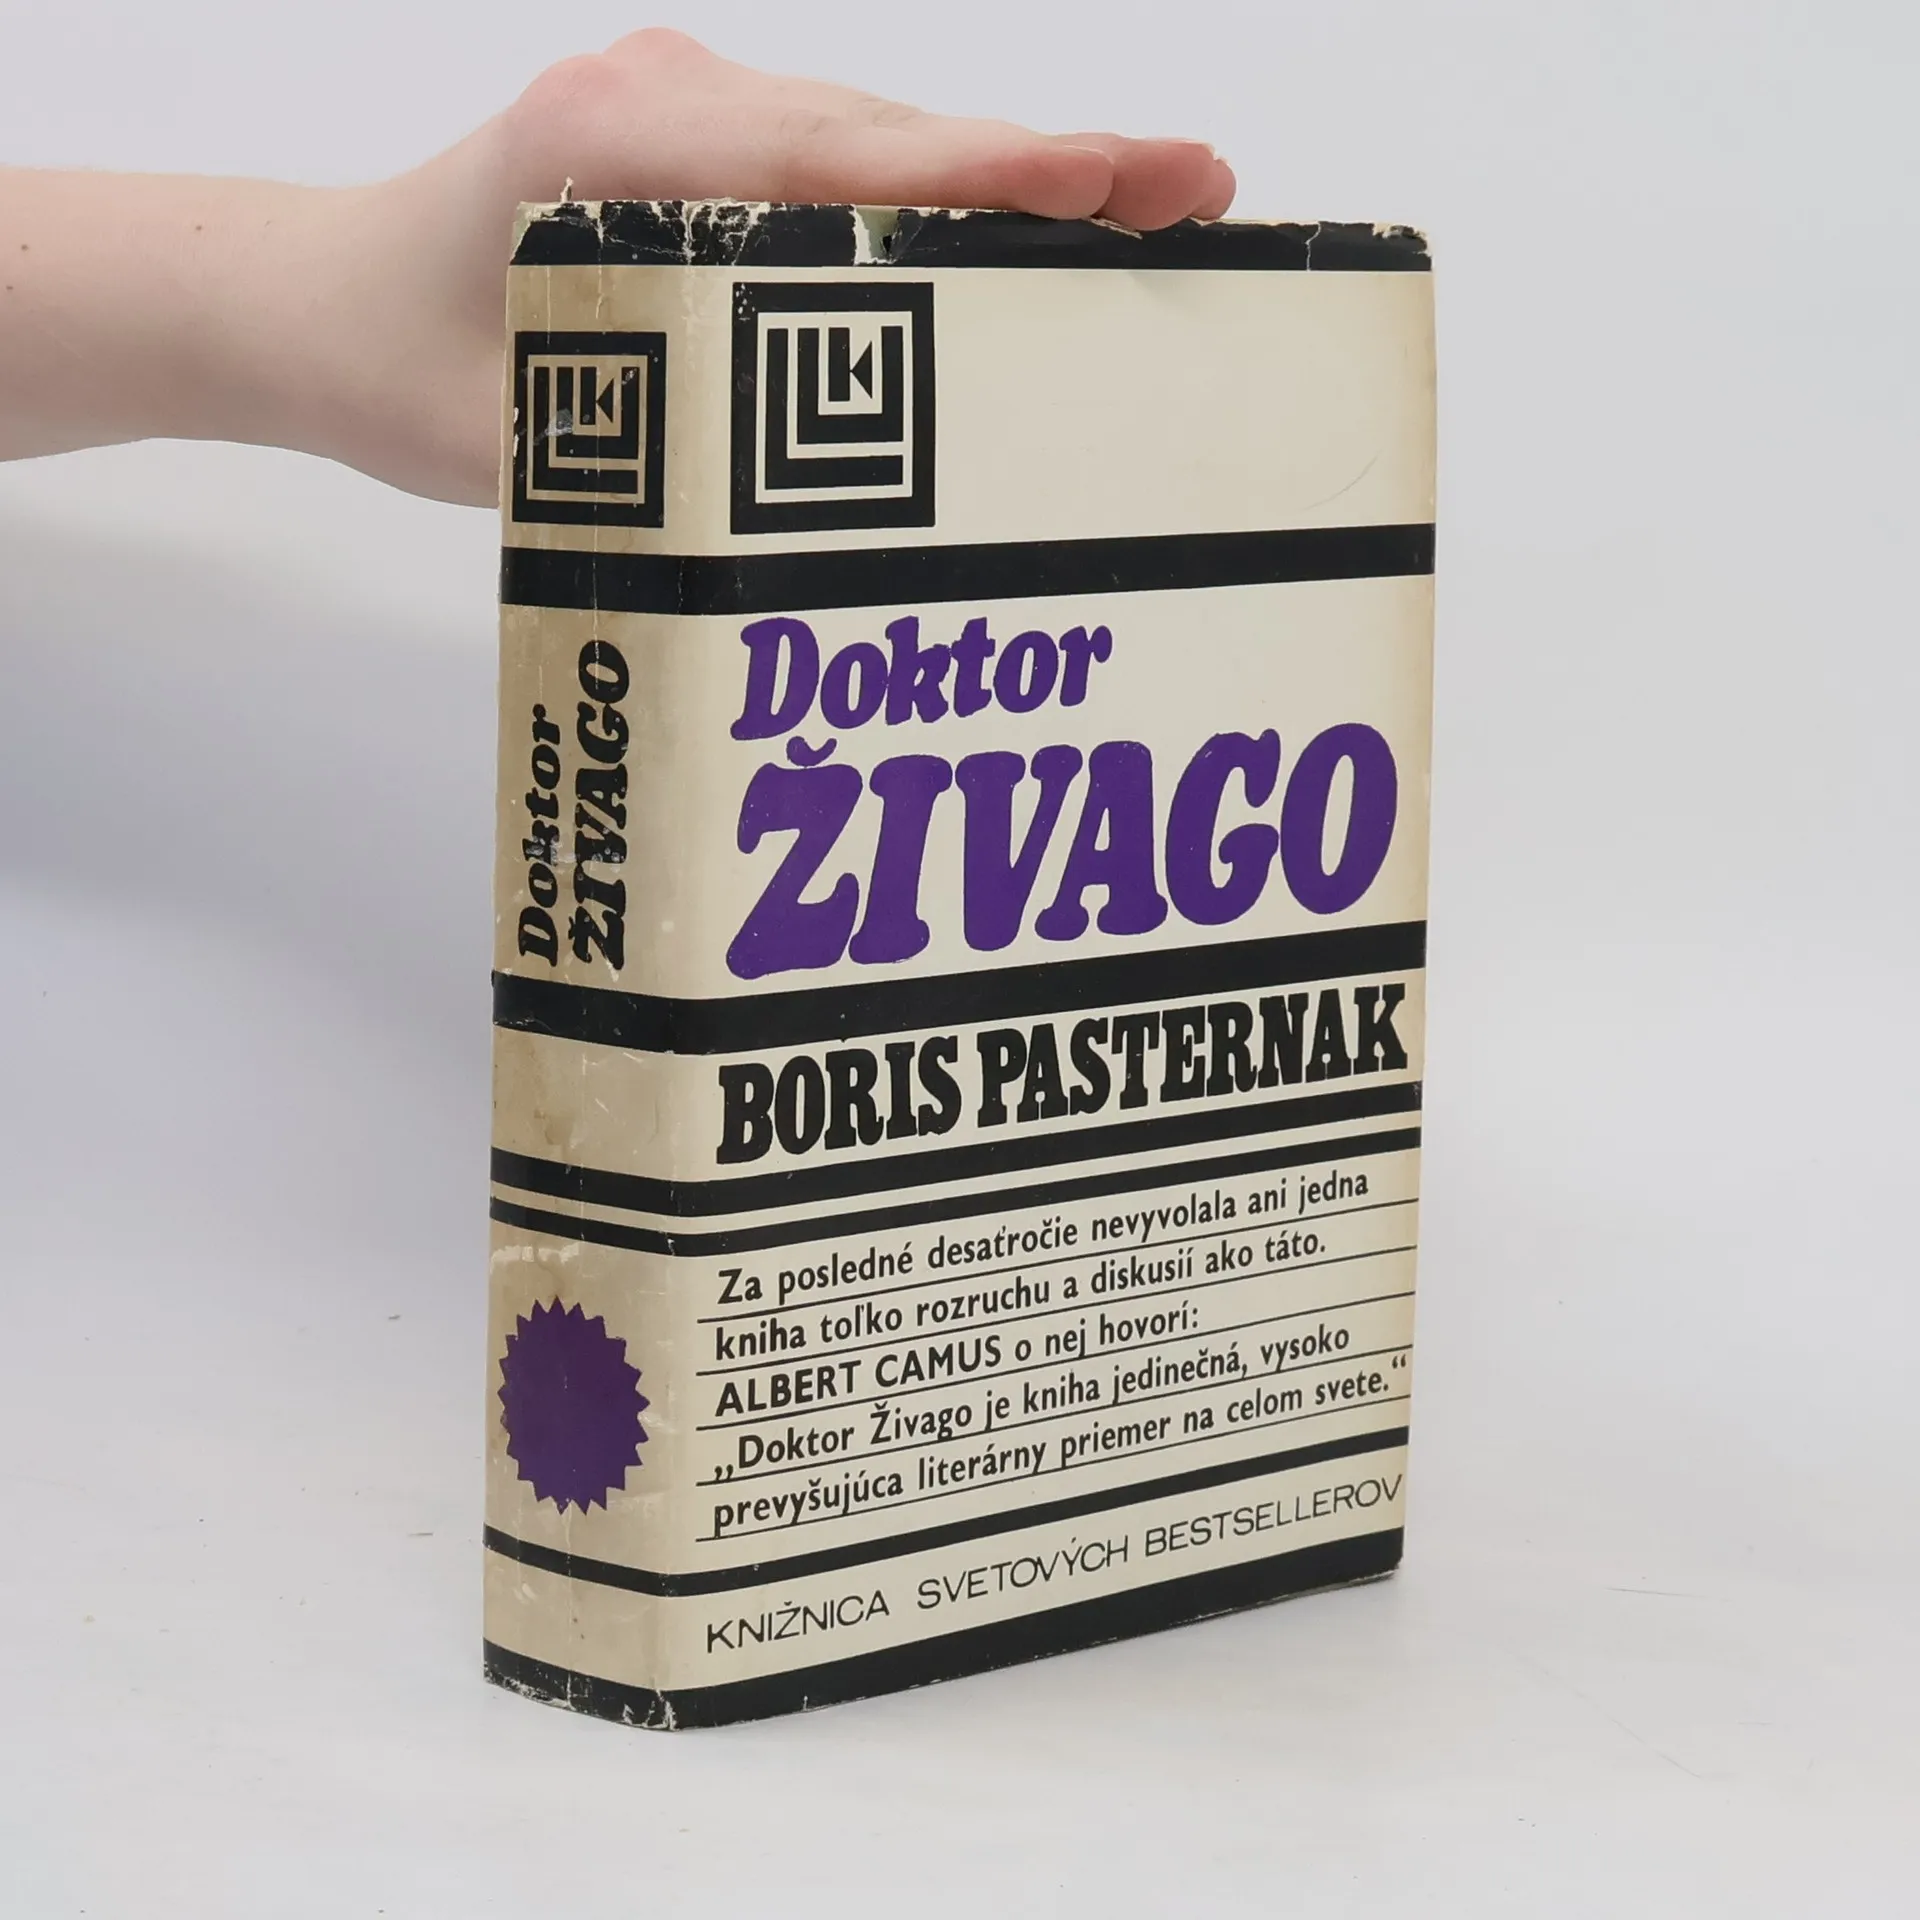 Doktor
ŽIVAGO
Doktor
ŽIVAGO
BORIS PASTERNAK
Za posledné desaťročie nevyvolala ani jedna
kniha toľko rozruchu a diskusií ako táto.
ALBERT CAMUS o nej hovorí:
„Doktor Živago je kniha jedinečná, vysoko
prevyšujúca literárny priemer na celom svete.“
KNIŽNICA SVETOVÝCH BESTSELLEROV